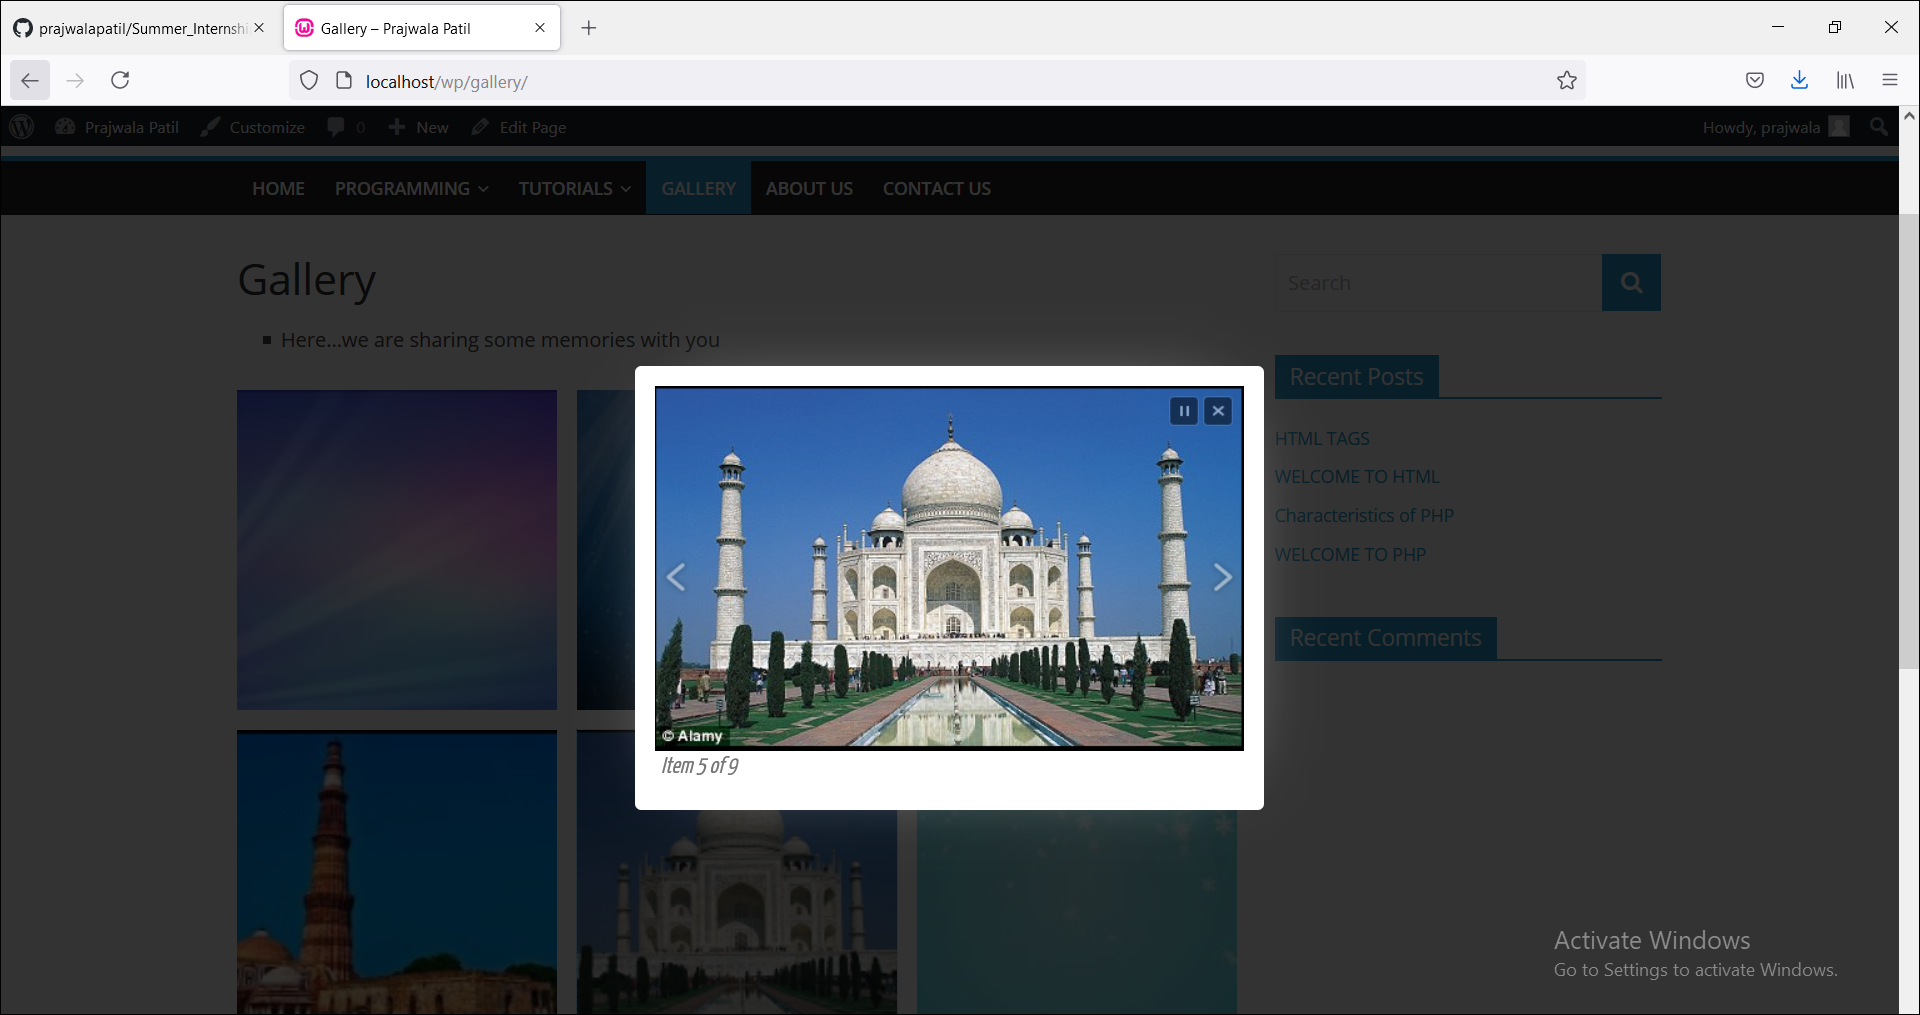 prajwalapatil/Summer_Internshi
Gallery – Prajwala Patil
localhost/wp/gallery/
Prajwala Patil
Customize
0
New
Edit Page
Howdy, prajwala
HOME
PROGRAMMING
TUTORIALS
GALLERY
ABOUT US
CONTACT US
Gallery
Here...we are sharing some memories with you
Search
Recent Posts
HTML TAGS
WELCOME TO HTML
Characteristics of PHP
WELCOME TO PHP
Recent Comments
© Alamy
Item 5 of 9
Activate Windows
Go to Settings to activate Windows.